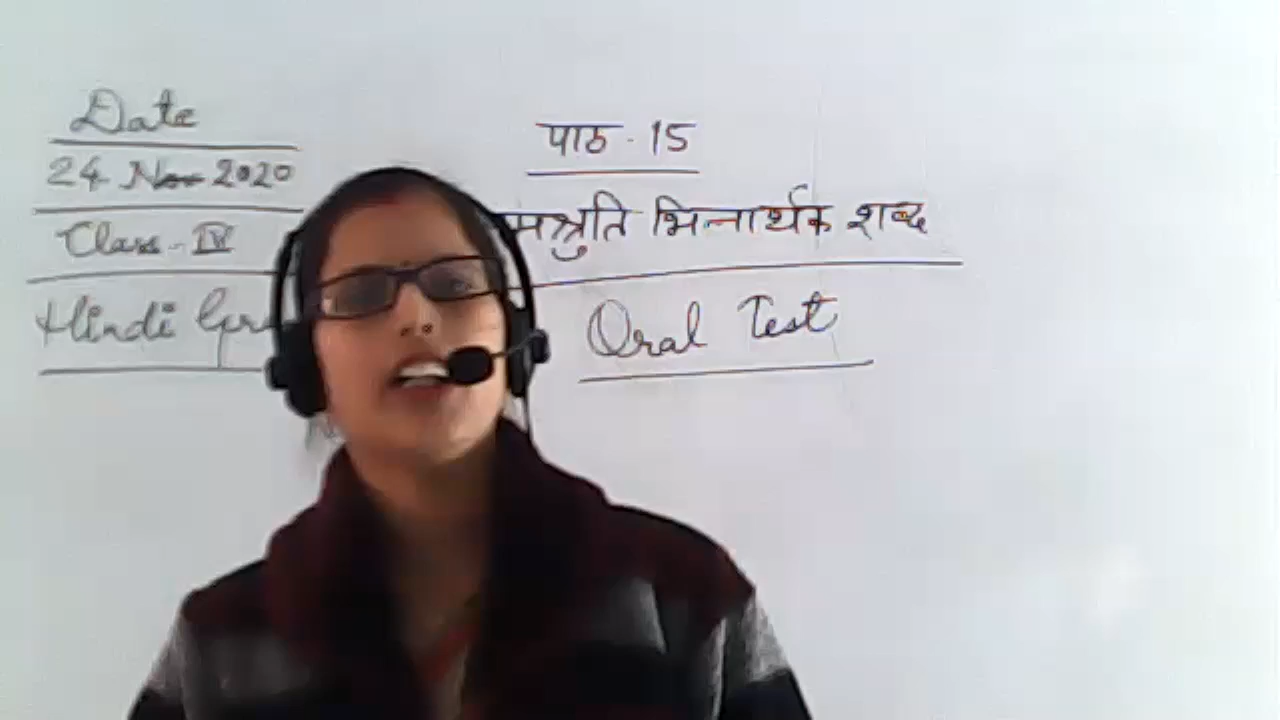 Date
24 Nov 2020
Class - IV
Hindi
पाठ - 15
भिन्नार्थक शब्द
Oral Test